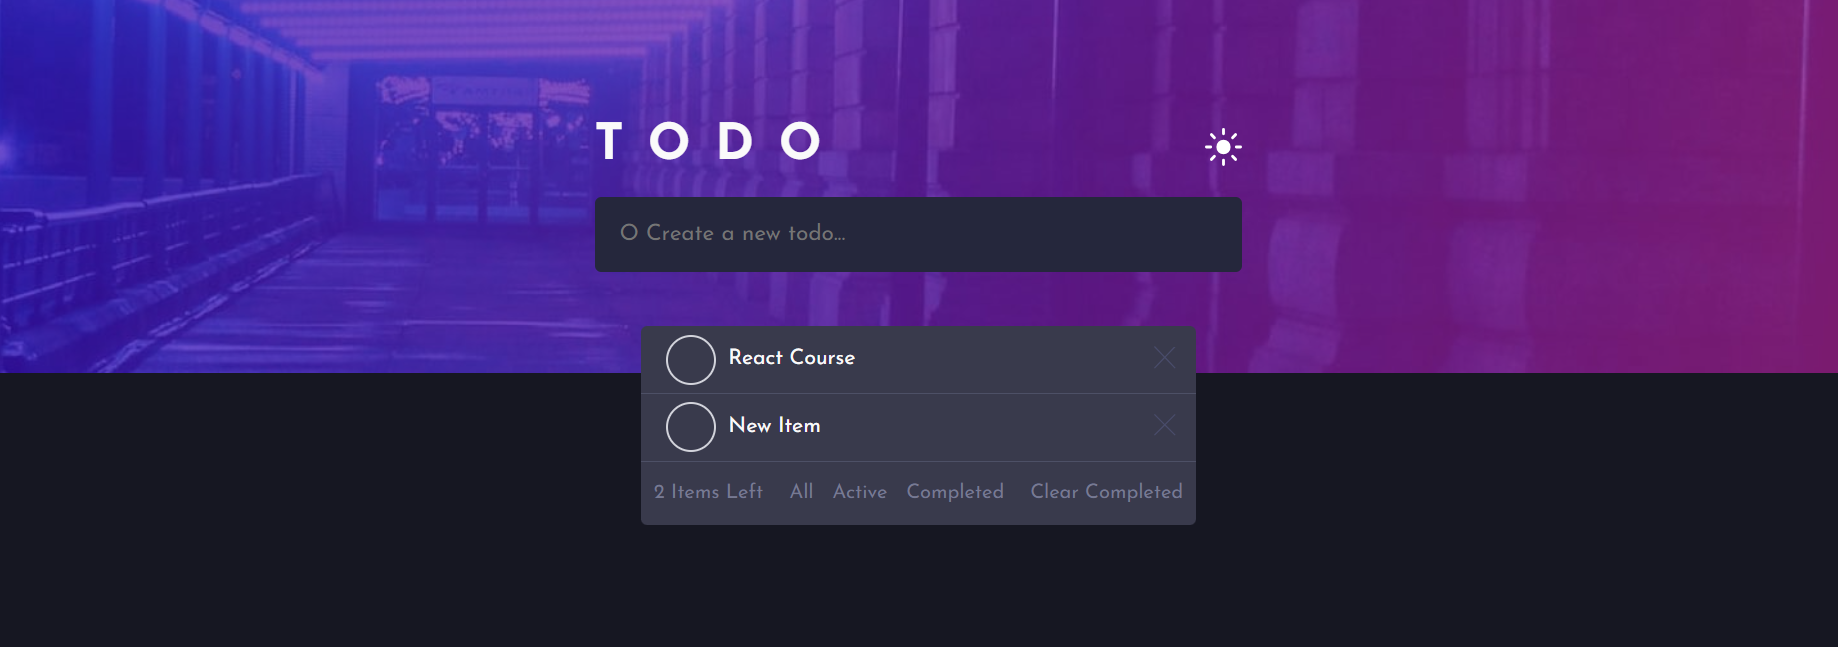 TODO
O Create a new todo...
React Course
New Item
2 Items Left All Active Completed Clear Completed